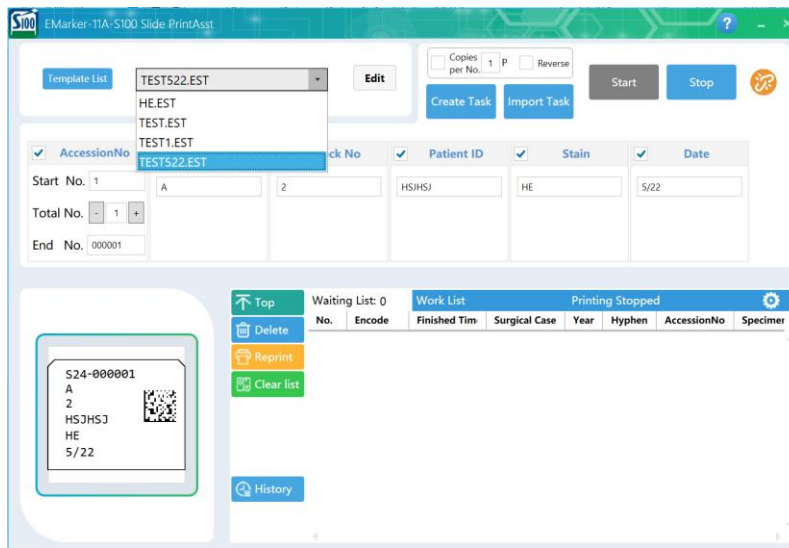 S100 EMarker-11A-S100 Slide PrintAsst ? –
Template List TEST522.EST Edit Copies per No. 1 P Reverse Start Stop
Create Task Import Task
HE.EST
TEST.EST
TEST1.EST
TEST522.EST
AccessionNo ck No Patient ID Stain Date
Start No. 1 A 2 HSJHSJ HE 5/22
Total No. - 1 +
End No. 000001
Top Waiting List: 0 Work List Printing Stopped
No. Encode Finished Tim Surgical Case Year Hyphen AccessionNo Specimer
Delete
Reprint
Clear list
History
S24-000001
A
2
HSJHSJ
HE
5/22